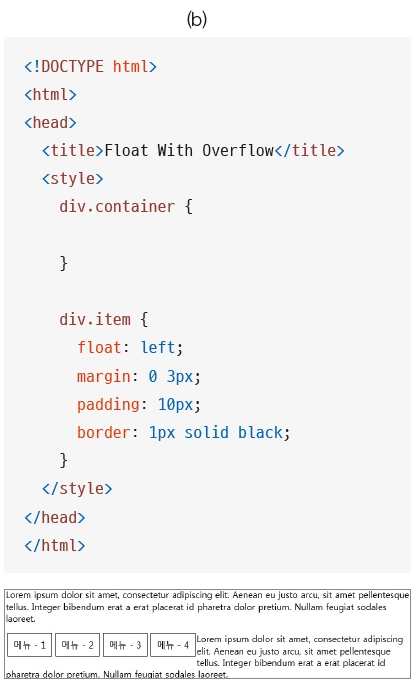 (b)
<!DOCTYPE html>
<html>
<head>
<title>Float With Overflow</title>
<style>
div.container {
}
div.item {
float: left;
margin: 0 3px;
padding: 10px;
border: 1px solid black;
}
</style>
</head>
</html>
Lorem ipsum dolor sit amet, consectetur adipiscing elit. Aenean eu justo arcu, sit amet pellentesque
tellus. Integer bibendum erat a erat placerat id pharetra dolor pretium. Nullam feugiat sodales
laoreet.
메뉴 - 1 메뉴 - 2 메뉴 - 3 메뉴 - 4 Lorem ipsum dolor sit amet, consectetur adipiscing
elit. Aenean eu justo arcu, sit amet pellentesque
tellus. Integer bibendum erat a erat placerat id
pharetra dolor pretium. Nullam feugiat sodales laoreet.